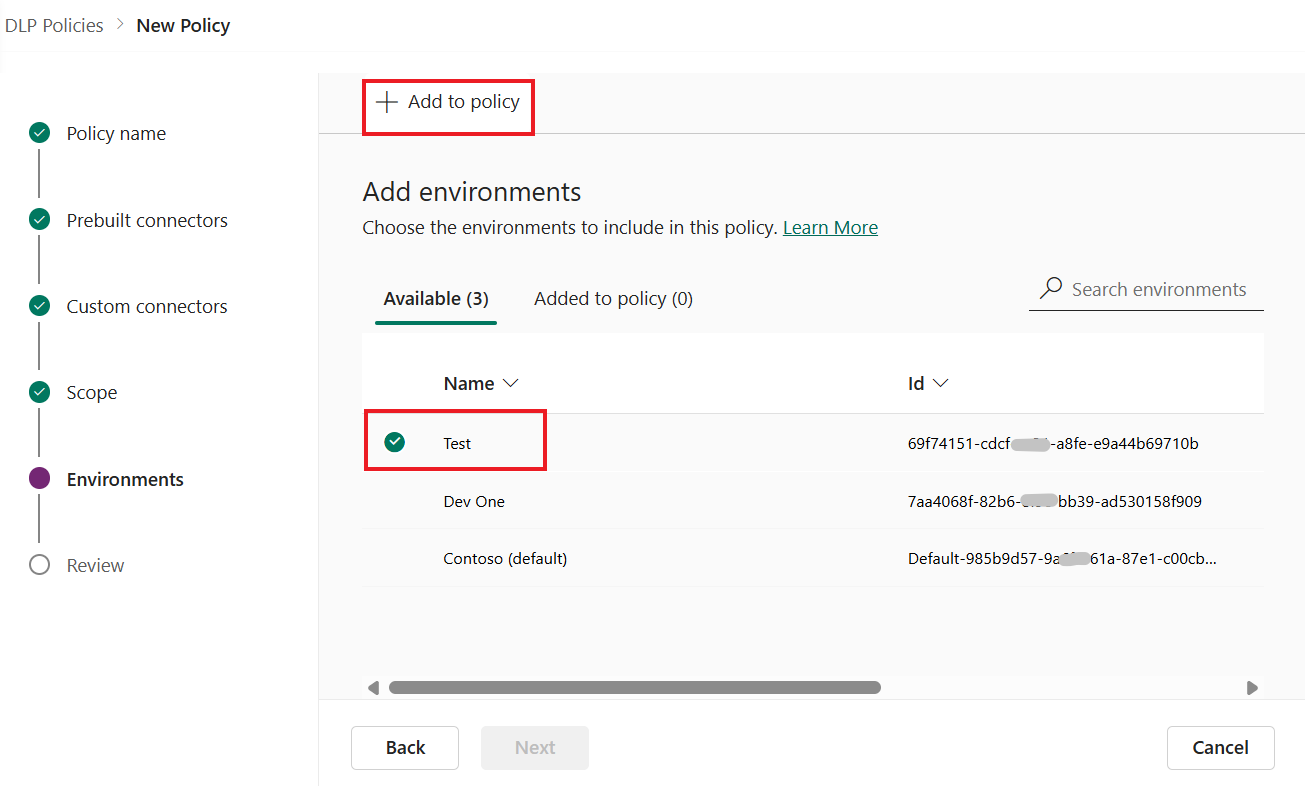 DLP Policies > New Policy
+ Add to policy
Policy name
Prebuilt connectors
Custom connectors
Scope
Environments
Review
Add environments
Choose the environments to include in this policy. Learn More
Available (3) Added to policy (0) Search environments
Name Id
Test 69f74151-cdcf -a8fe-e9a44b69710b
Dev One 7aa4068f-82b6- bb39-ad530158f909
Contoso (default) Default-985b9d57-9a 61a-87e1-c00cb...
Back Next Cancel